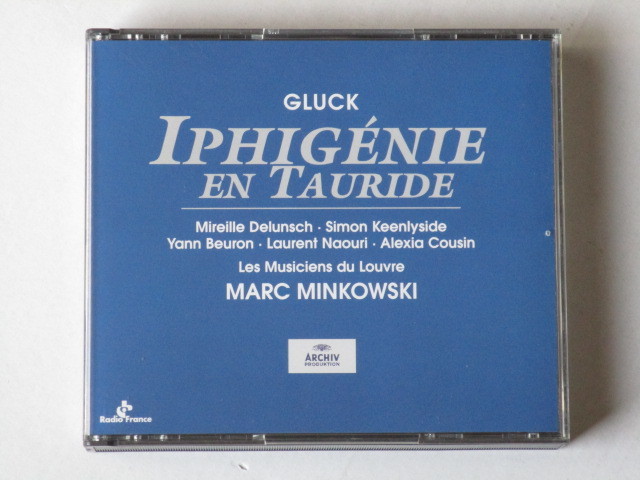 GLUCK
IPHIGÉNIE
EN TAURIDE
Mireille Delunsch · Simon Keenlyside
Yann Beuron · Laurent Naouri · Alexia Cousin
Les Musiciens du Louvre
MARC MINKOWSKI
ARCHIV
PRODUKTION
Radio France